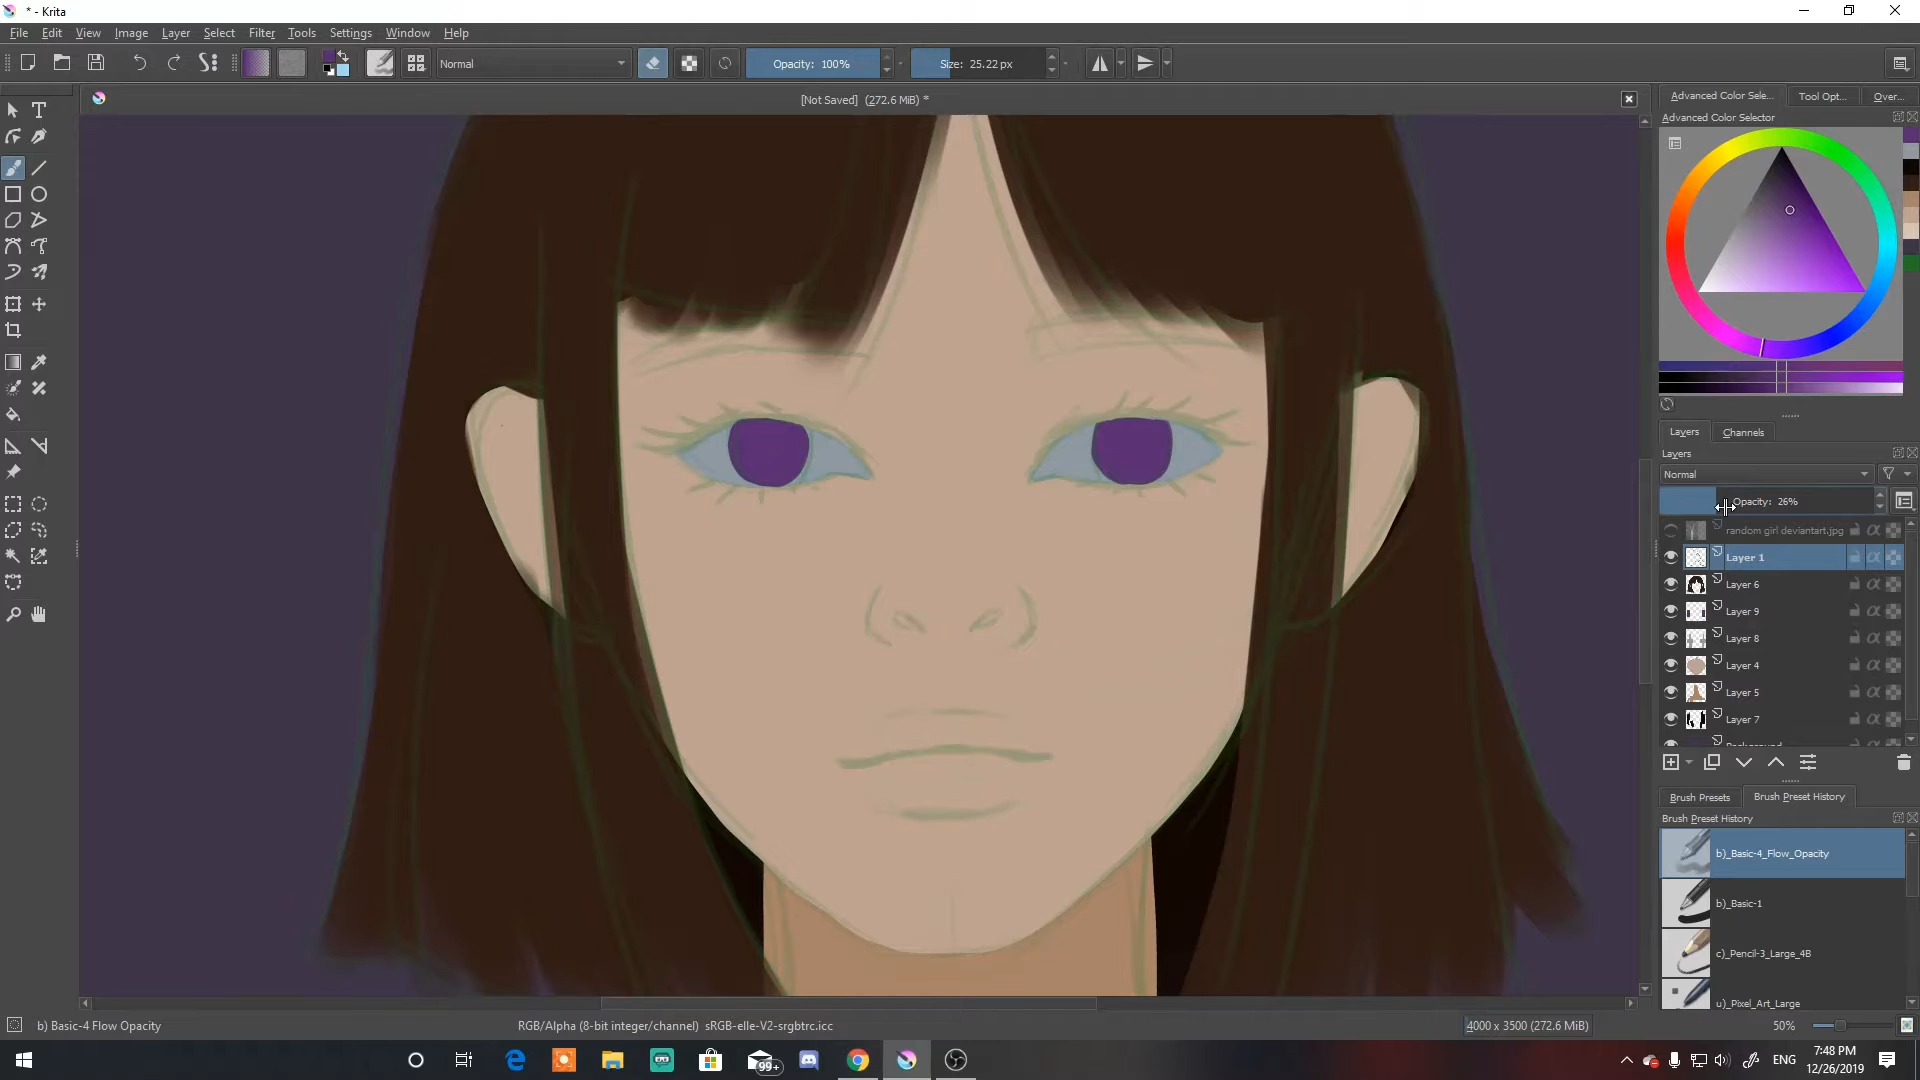 * - Krita
File Edit View Image Layer Select Filter Tools Settings Window Help
Normal
Opacity: 100%
Size: 25.22 px
[Not Saved] (272.6 MiB) *
Advanced Color Sele... Tool Opt... Over...
Advanced Color Selector
Layers Channels
Layers
Normal
Opacity: 26%
random girl deviantart.jpg
Layer 1
Layer 6
Layer 9
Layer 8
Layer 4
Layer 5
Layer 7
Background
Brush Presets Brush Preset History
Brush Preset History
b)_Basic-4_Flow_Opacity
b)_Basic-1
c)_Pencil-3_Large_4B
u)_Pixel_Art_Large
b) Basic-4 Flow Opacity
RGB/Alpha (8-bit integer/channel) sRGB-elle-V2-srgbtrc.icc
4000 x 3500 (272.6 MiB)
50%
99+
ENG
7:48 PM
12/26/2019